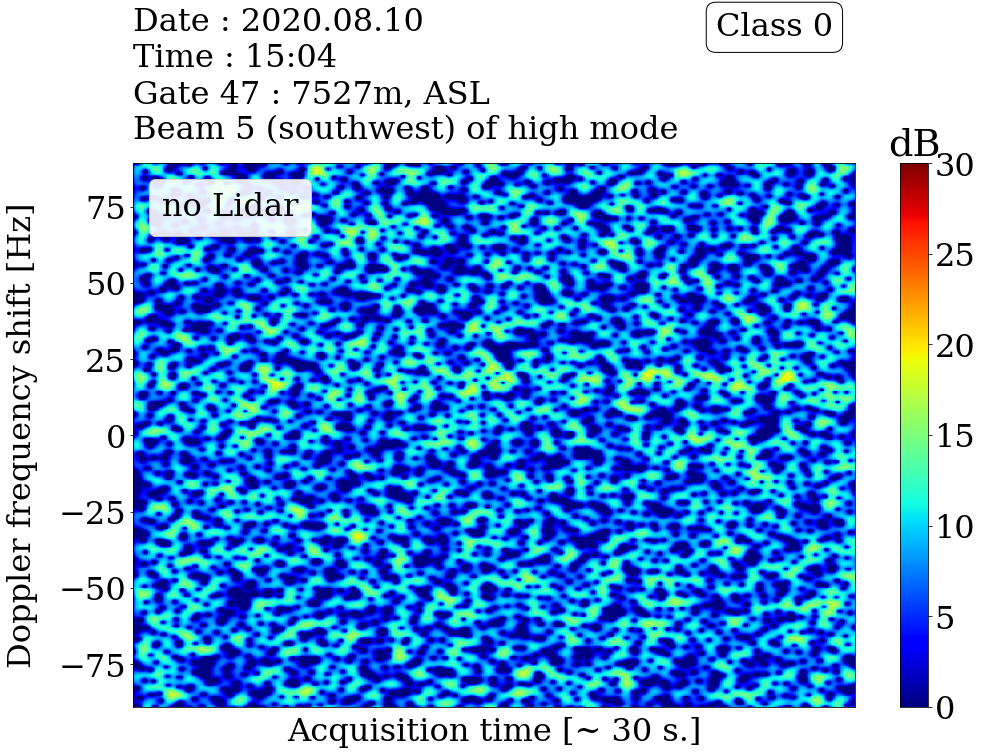 Date : 2020.08.10
Time : 15:04
Gate 47 : 7527m, ASL
Beam 5 (southwest) of high mode
Class 0
dB
no Lidar
Doppler frequency shift [Hz]
75
50
25
0
−25
−50
−75
30
25
20
15
10
5
0
Acquisition time [~ 30 s.]